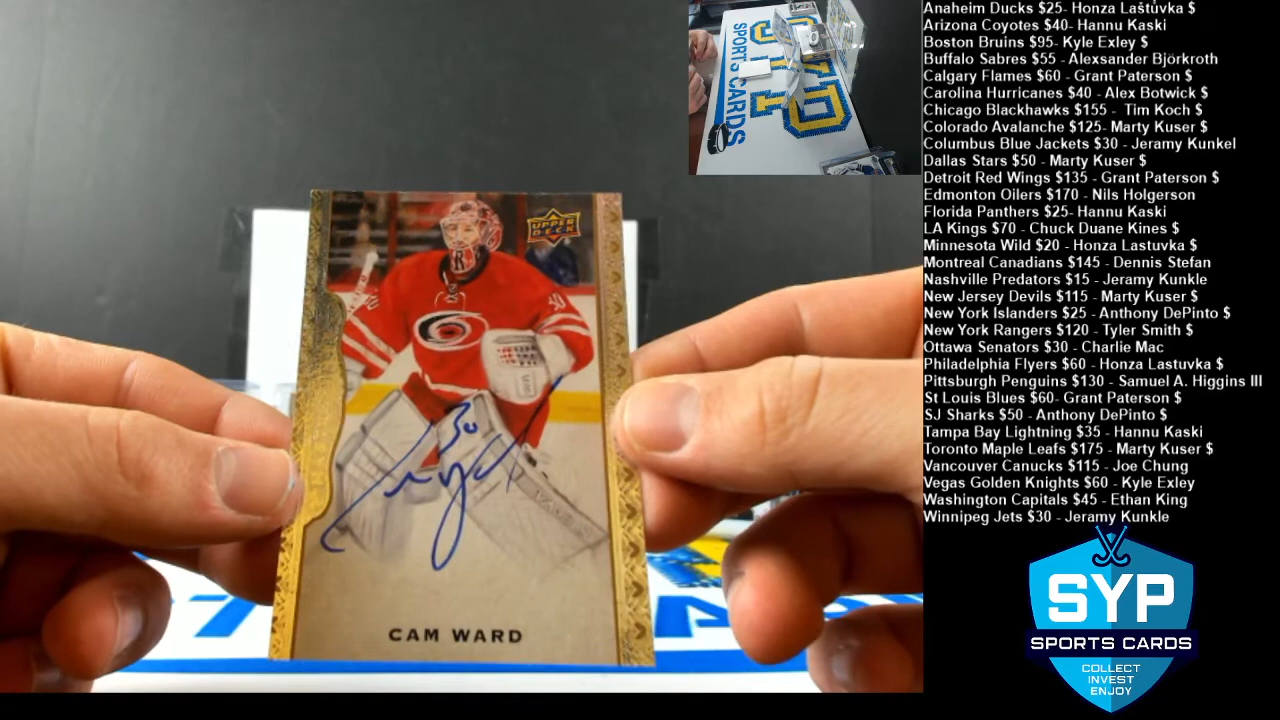 UPPER
DECK
30
CAM WARD
SYP
SPORTS CARDS
Anaheim Ducks $25- Honza Laštůvka $
Arizona Coyotes $40- Hannu Kaski
Boston Bruins $95- Kyle Exley $
Buffalo Sabres $55 - Alexsander Björkroth
Calgary Flames $60 - Grant Paterson $
Carolina Hurricanes $40 - Alex Botwick $
Chicago Blackhawks $155 -  Tim Koch $
Colorado Avalanche $125- Marty Kuser $
Columbus Blue Jackets $30 - Jeramy Kunkel
Dallas Stars $50 - Marty Kuser $
Detroit Red Wings $135 - Grant Paterson $
Edmonton Oilers $170 - Nils Holgerson
Florida Panthers $25- Hannu Kaski
LA Kings $70 - Chuck Duane Kines $
Minnesota Wild $20 - Honza Lastuvka $
Montreal Canadians $145 - Dennis Stefan
Nashville Predators $15 - Jeramy Kunkle
New Jersey Devils $115 - Marty Kuser $
New York Islanders $25 - Anthony DePinto $
New York Rangers $120 - Tyler Smith $
Ottawa Senators $30 - Charlie Mac
Philadelphia Flyers $60 - Honza Lastuvka $
Pittsburgh Penguins $130 - Samuel A. Higgins III
St Louis Blues $60- Grant Paterson $
SJ Sharks $50 - Anthony DePinto $
Tampa Bay Lightning $35 - Hannu Kaski
Toronto Maple Leafs $175 - Marty Kuser $
Vancouver Canucks $115 - Joe Chung
Vegas Golden Knights $60 - Kyle Exley
Washington Capitals $45 - Ethan King
Winnipeg Jets $30 - Jeramy Kunkle
SYP
SPORTS CARDS
COLLECT
INVEST
ENJOY